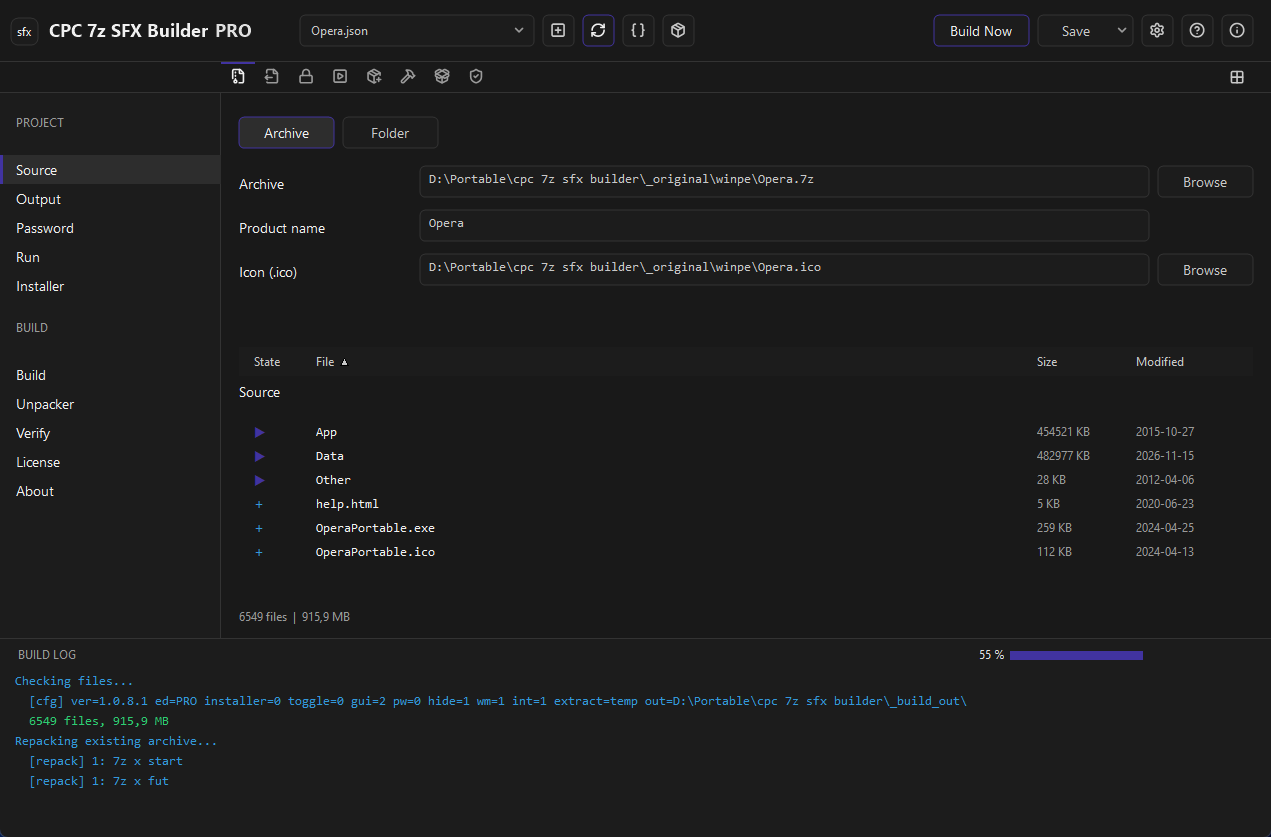 sfx CPC 7z SFX Builder PRO Opera.json { } Build Now Save
PROJECT
Source
Output
Password
Run
Installer
BUILD
Build
Unpacker
Verify
License
About
Archive Folder
Archive D:\Portable\cpc 7z sfx builder\_original\winpe\Opera.7z Browse
Product name Opera
Icon (.ico) D:\Portable\cpc 7z sfx builder\_original\winpe\Opera.ico Browse
State File ▲ Size Modified
Source
▶ App 454521 KB 2015-10-27
▶ Data 482977 KB 2026-11-15
▶ Other 28 KB 2012-04-06
+ help.html 5 KB 2020-06-23
+ OperaPortable.exe 259 KB 2024-04-25
+ OperaPortable.ico 112 KB 2024-04-13
6549 files | 915,9 MB
BUILD LOG 55 %
Checking files...
[cfg] ver=1.0.8.1 ed=PRO installer=0 toggle=0 gui=2 pw=0 hide=1 wm=1 int=1 extract=temp out=D:\Portable\cpc 7z sfx builder\_build_out\
6549 files, 915,9 MB
Repacking existing archive...
[repack] 1: 7z x start
[repack] 1: 7z x fut